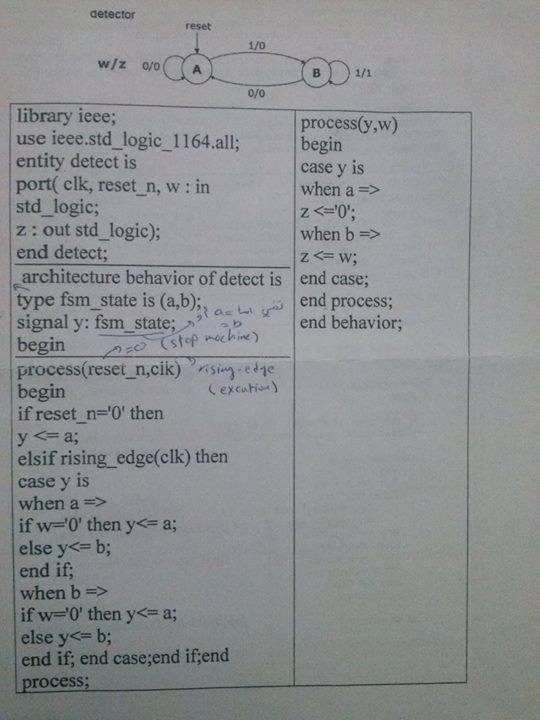 detector
reset
w/z
0/0
A
1/0
B
1/1
0/0
library ieee;
use ieee.std_logic_1164.all;
entity detect is
port( clk, reset_n, w : in
std_logic;
z : out std_logic);
end detect;
architecture behavior of detect is
type fsm_state is (a,b);
signal y: fsm_state;
a =
= b
begin
=0 (stop machine)
process(reset_n,clk)
rising-edge
(excution)
begin
if reset_n='0' then
y <= a;
elsif rising_edge(clk) then
case y is
when a =>
if w='0' then y<= a;
else y<= b;
end if;
when b =>
if w='0' then y<= a;
else y<= b;
end if; end case;end if;end
process;
process(y,w)
begin
case y is
when a =>
z <='0';
when b =>
z <= w;
end case;
end process;
end behavior;